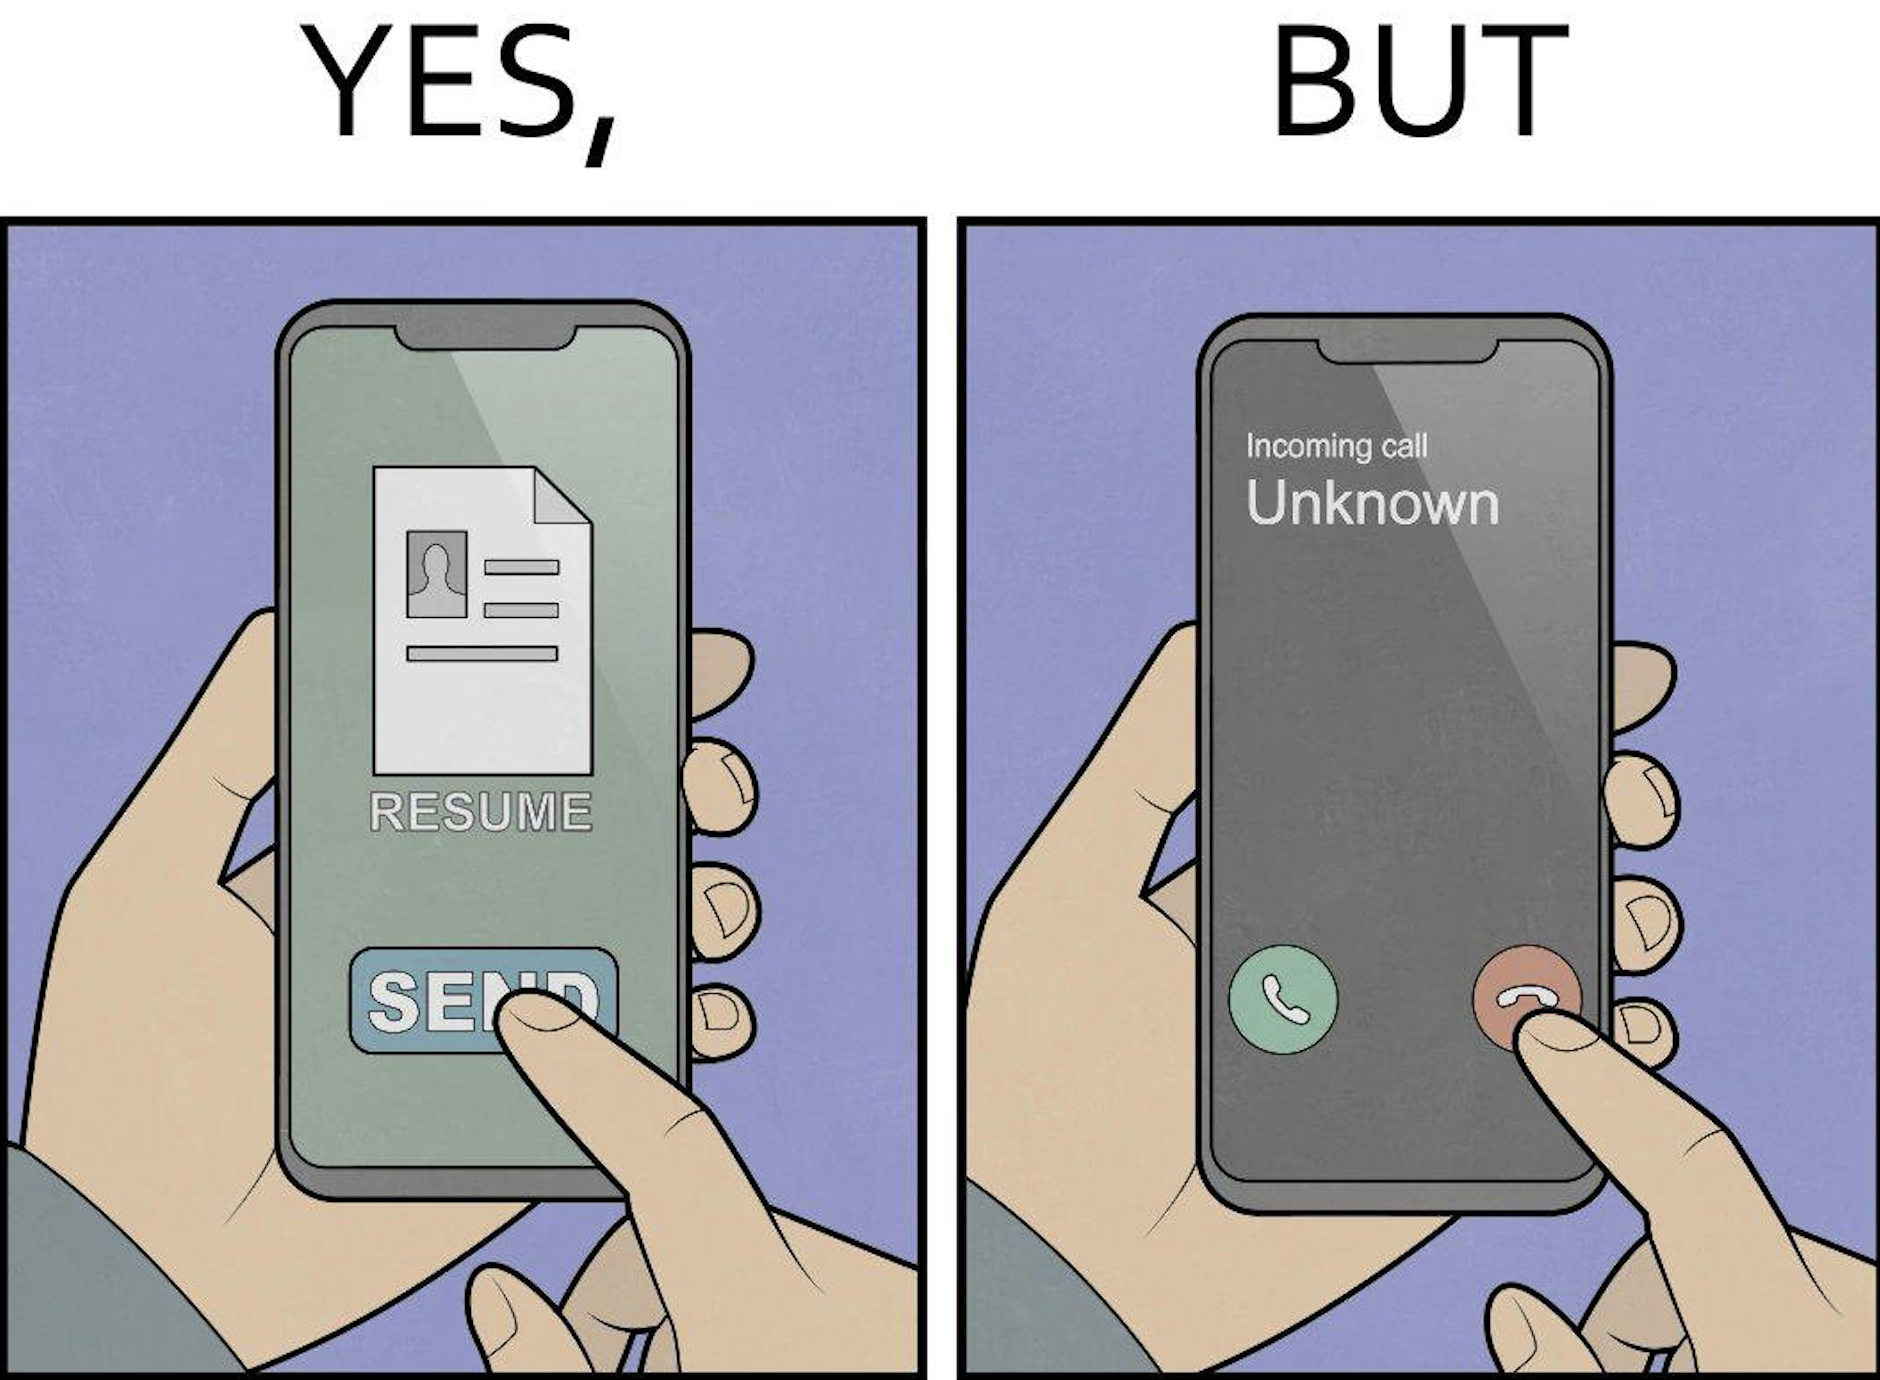 YES,
BUT
RESUME
SEND
Incoming call
Unknown